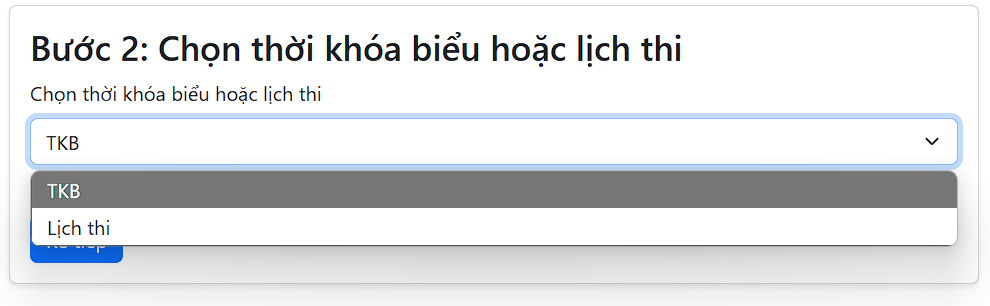 Bước 2: Chọn thời khóa biểu hoặc lịch thi
Chọn thời khóa biểu hoặc lịch thi
TKB
TKB
Lịch thi